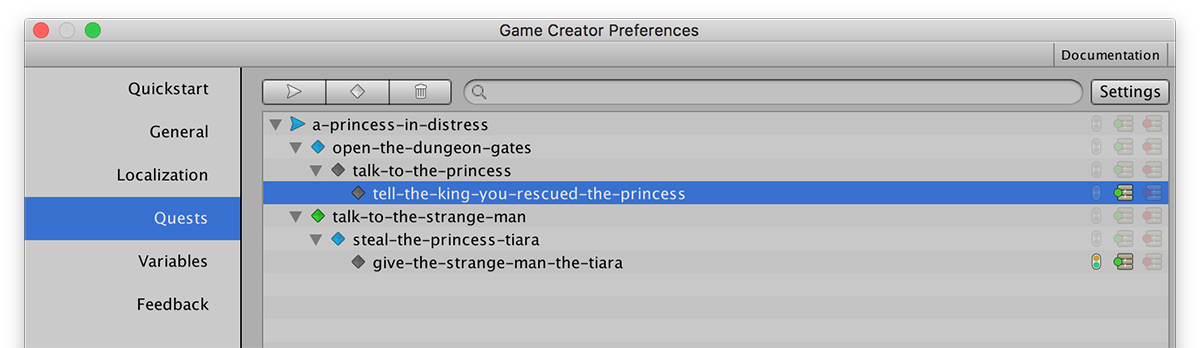 Game Creator Preferences
Documentation
Quickstart
General
Localization
Quests
Variables
Feedback
Settings
a-princess-in-distress
open-the-dungeon-gates
talk-to-the-princess
tell-the-king-you-rescued-the-princess
talk-to-the-strange-man
steal-the-princess-tiara
give-the-strange-man-the-tiara